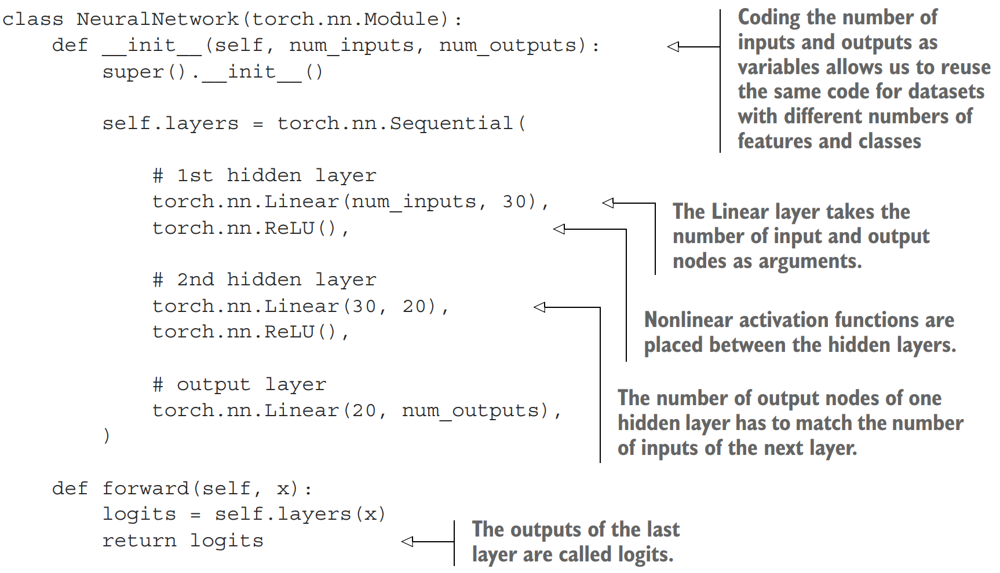 class NeuralNetwork(torch.nn.Module):
    def __init__(self, num_inputs, num_outputs):
        super().__init__()
        self.layers = torch.nn.Sequential(
            # 1st hidden layer
            torch.nn.Linear(num_inputs, 30),
            torch.nn.ReLU(),
            # 2nd hidden layer
            torch.nn.Linear(30, 20),
            torch.nn.ReLU(),
            # output layer
            torch.nn.Linear(20, num_outputs),
        )
    def forward(self, x):
        logits = self.layers(x)
        return logits
Coding the number of
inputs and outputs as
variables allows us to reuse
the same code for datasets
with different numbers of
features and classes
The Linear layer takes the
number of input and output
nodes as arguments.
Nonlinear activation functions are
placed between the hidden layers.
The number of output nodes of one
hidden layer has to match the number
of inputs of the next layer.
The outputs of the last
layer are called logits.